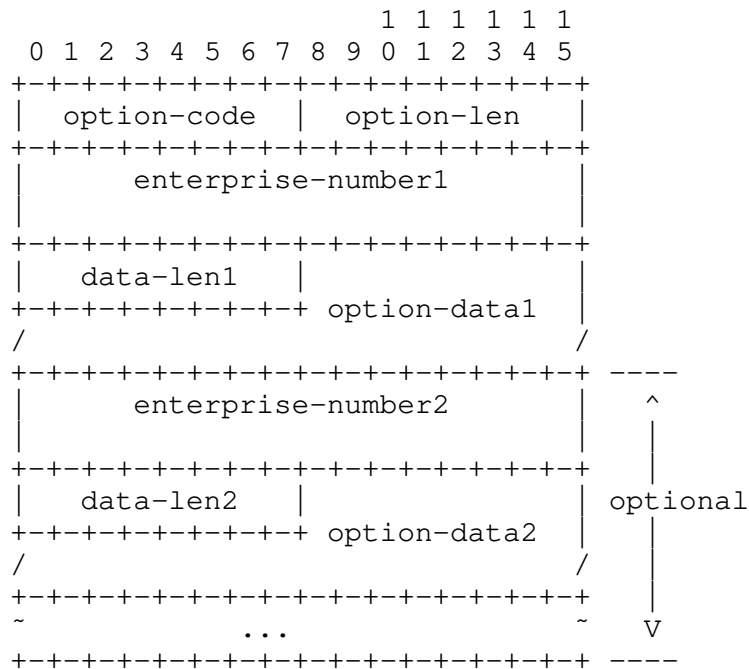 1 1 1 1 1 1
 0 1 2 3 4 5 6 7 8 9 0 1 2 3 4 5
+-+-+-+-+-+-+-+-+-+-+-+-+-+-+-+-+
|  option-code  |  option-len   |
+-+-+-+-+-+-+-+-+-+-+-+-+-+-+-+-+
|      enterprise-number1       |
|                               |
+-+-+-+-+-+-+-+-+-+-+-+-+-+-+-+-+
|   data-len1   |               |
+-+-+-+-+-+-+-+-+ option-data1  |
/                               /
+-+-+-+-+-+-+-+-+-+-+-+-+-+-+-+-+ ----
|      enterprise-number2       |   ^
|                               |   |
+-+-+-+-+-+-+-+-+-+-+-+-+-+-+-+-+   |
|   data-len2   |               | optional
+-+-+-+-+-+-+-+-+ option-data2  |   |
/                               /   |
+-+-+-+-+-+-+-+-+-+-+-+-+-+-+-+-+   |
~            ...                ~   V
+-+-+-+-+-+-+-+-+-+-+-+-+-+-+-+-+ ----